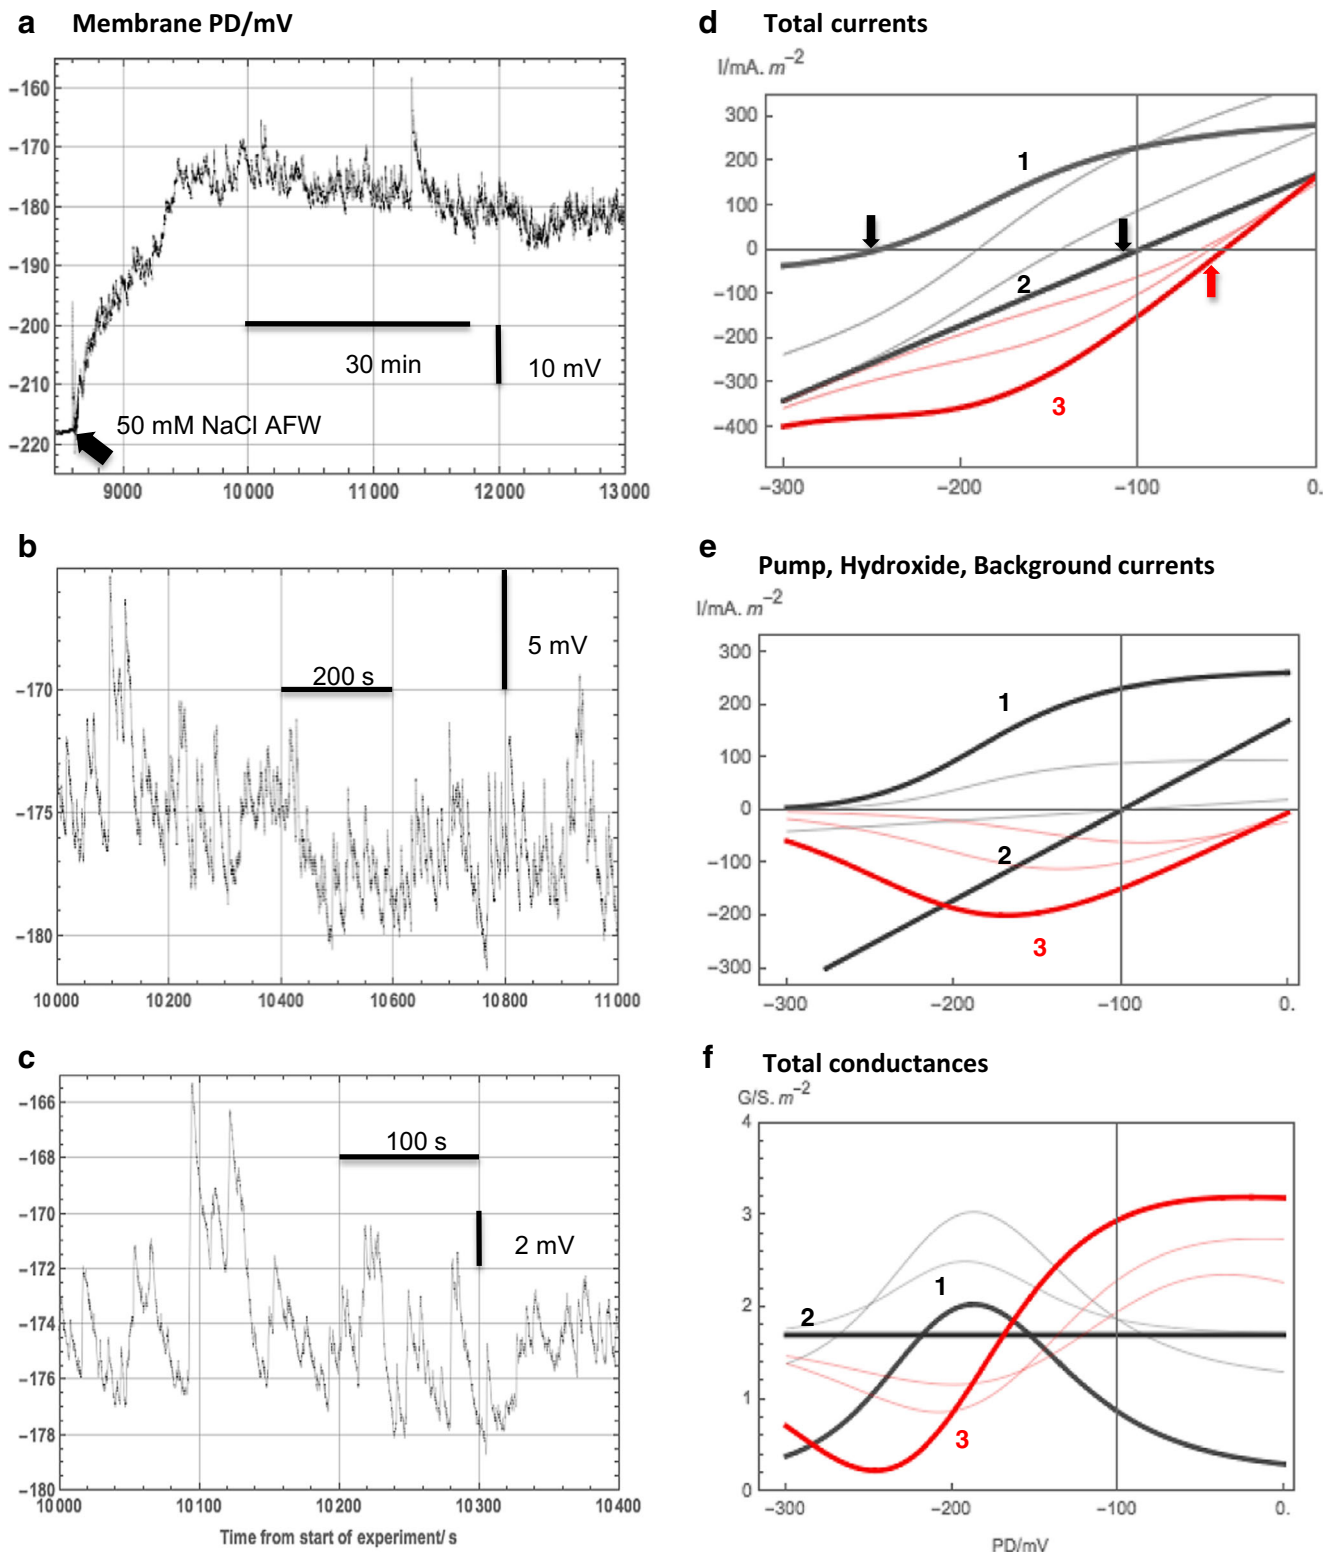 a Membrane PD/mV
−160
−170
−180
−190
−200
−210
−220
30 min
10 mV
50 mM NaCl AFW
9000 10000 11000 12000 13000
b
−170
−175
−180
200 s
5 mV
10000 10200 10400 10600 10800 11000
c
−166
−168
−170
−172
−174
−176
−178
−180
100 s
2 mV
10000 10100 10200 10300 10400
Time from start of experiment/ s
d Total currents
I/mA. m−2
300
200
100
0
−100
−200
−300
−400
1
2
3
−300 −200 −100 0.
e Pump, Hydroxide, Background currents
I/mA. m−2
300
200
100
0
−100
−200
−300
1
2
3
−300 −200 −100 0.
f Total conductances
G/S. m−2
4
3
2
1
0
1
2
3
−300 −200 −100 0.
PD/mV